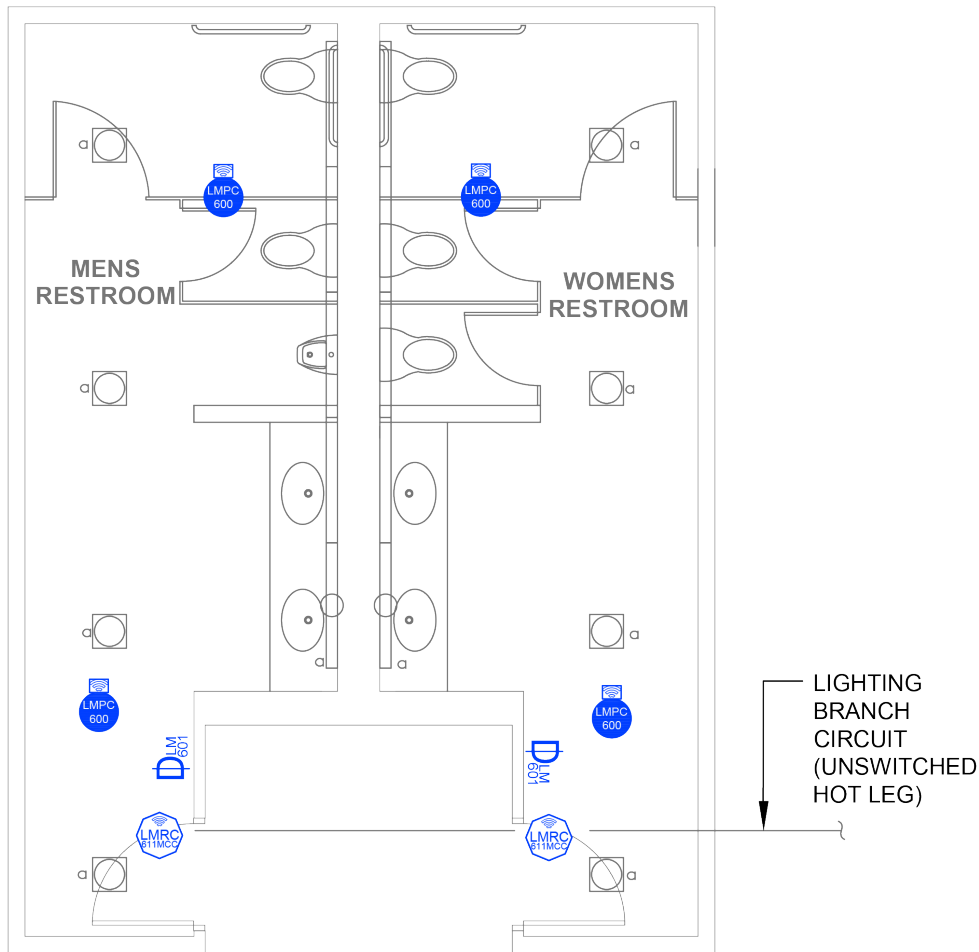 a
a
LMPC
600
LMPC
600
MENS
RESTROOM
WOMENS
RESTROOM
a
a
a
a
a
a
LMPC
600
LMPC
600
LIGHTING
BRANCH
CIRCUIT
(UNSWITCHED
HOT LEG)
D LM
601
D LM
601
LMRC
611MCC
LMRC
611MCC
a
a